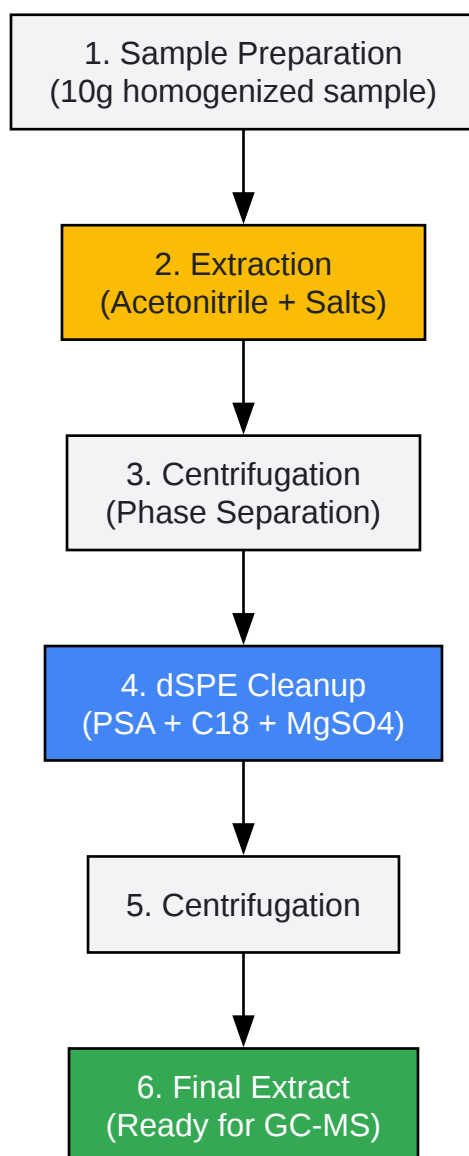 1. Sample Preparation
(10g homogenized sample)
2. Extraction
(Acetonitrile + Salts)
3. Centrifugation
(Phase Separation)
4. dSPE Cleanup
(PSA + C18 + MgSO4)
5. Centrifugation
6. Final Extract
(Ready for GC-MS)